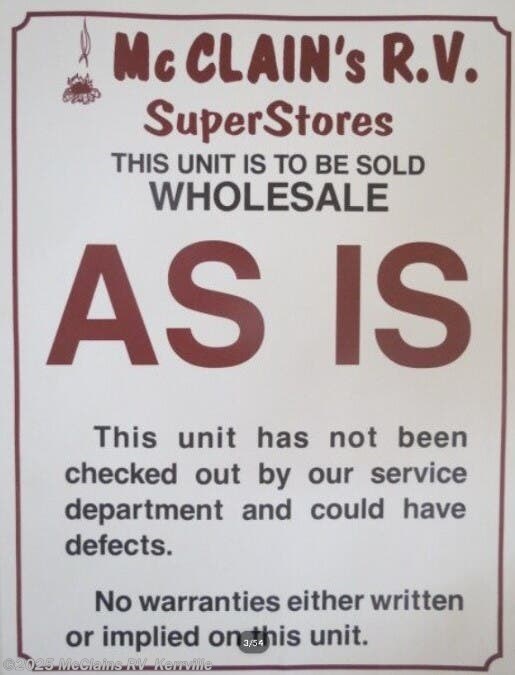 McCLAIN's R.V.
SuperStores
THIS UNIT IS TO BE SOLD
WHOLESALE
AS IS
This unit has not been
checked out by our service
department and could have
defects.
No warranties either written
or implied on this unit.
3/54
©2025 McClains RV Kerrville